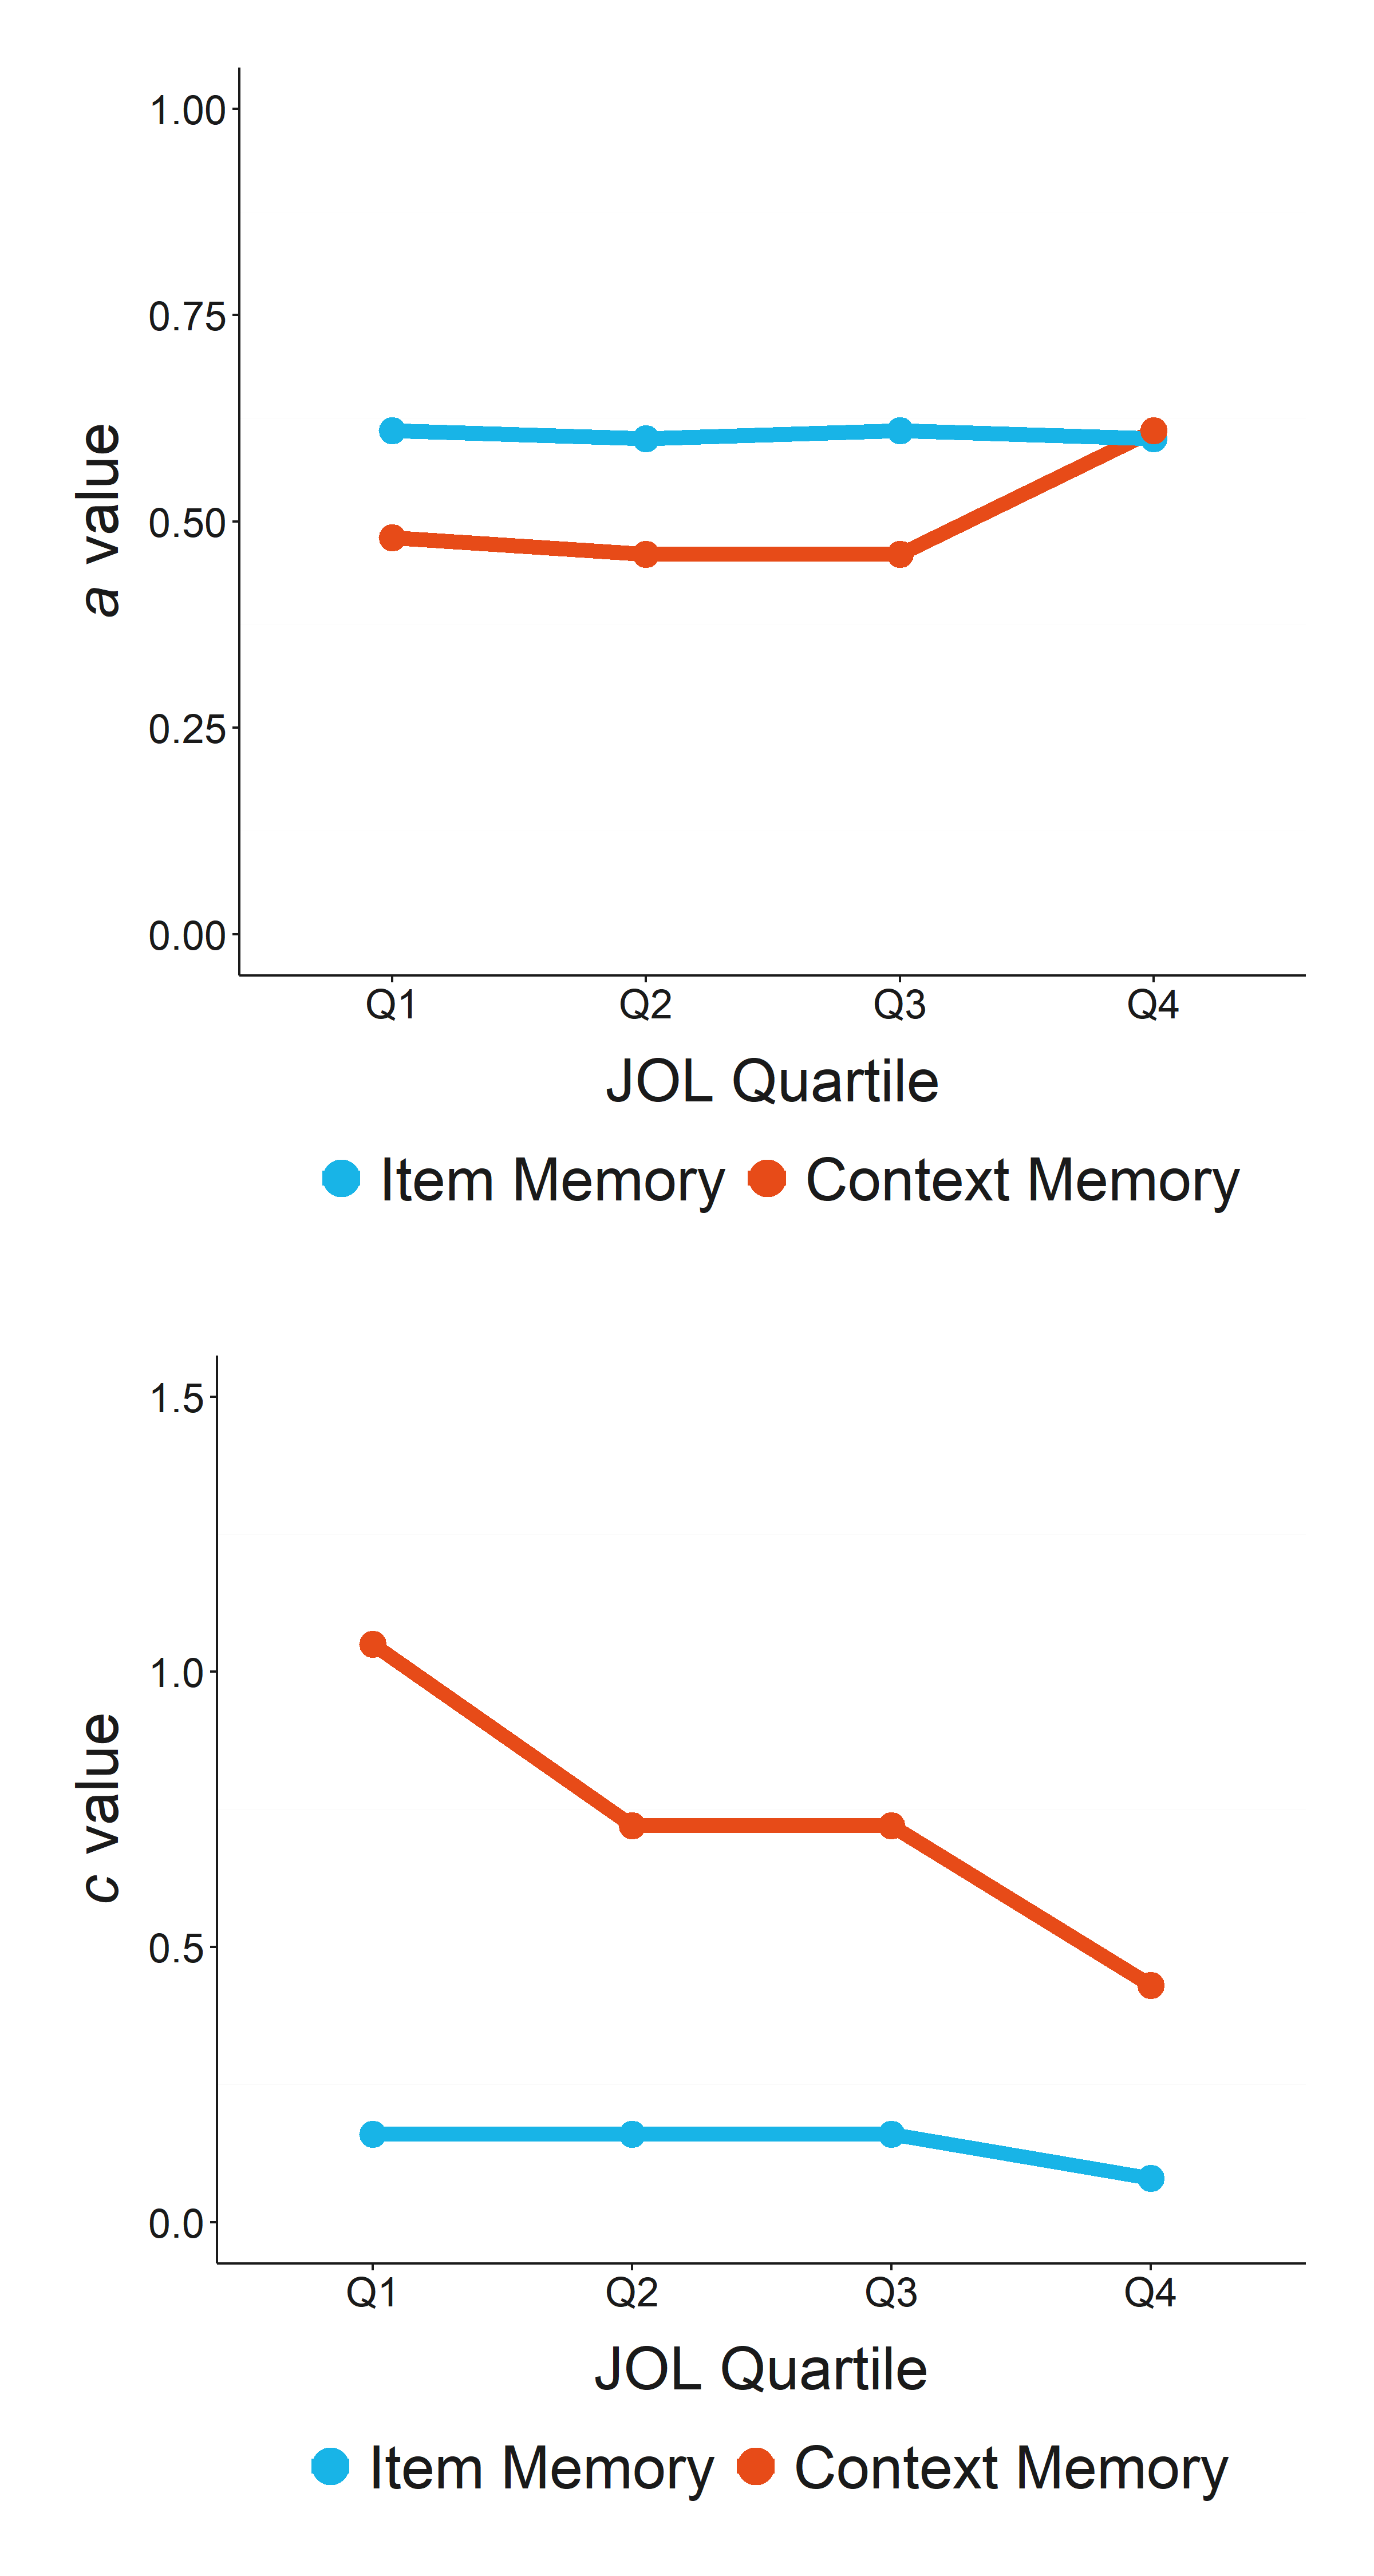 1.00
0.75
0.50
0.25
0.00
a value
Q1 Q2 Q3 Q4
JOL Quartile
Item Memory Context Memory
1.5
1.0
0.5
0.0
c value
Q1 Q2 Q3 Q4
JOL Quartile
Item Memory Context Memory